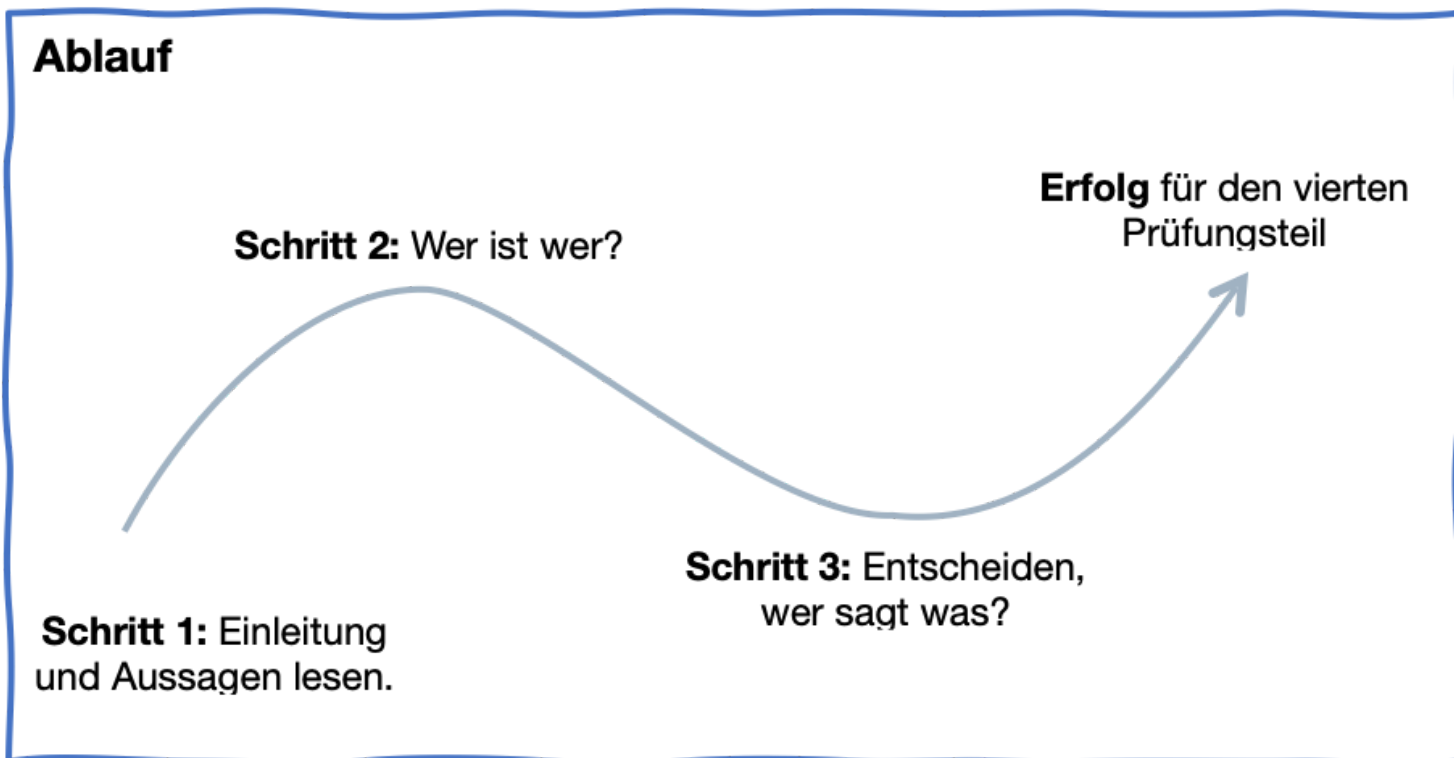 Ablauf
Erfolg für den vierten
Prüfungsteil
Schritt 2: Wer ist wer?
Schritt 3: Entscheiden,
wer sagt was?
Schritt 1: Einleitung
und Aussagen lesen.